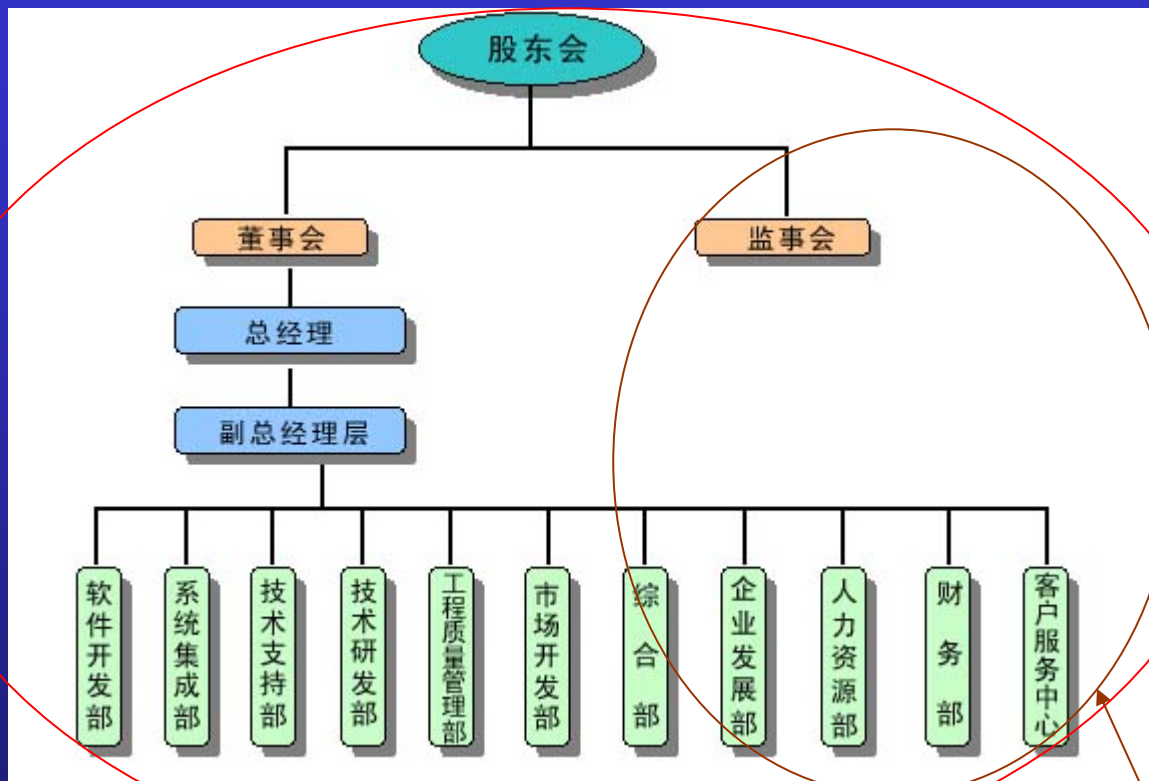 股东会
董事会
监事会
总经理
副总经理层
软件开发部
系统集成部
技术支持部
技术研发部
工程质量管理部
市场开发部
综合部
企业发展部
人力资源部
财务部
客户服务中心